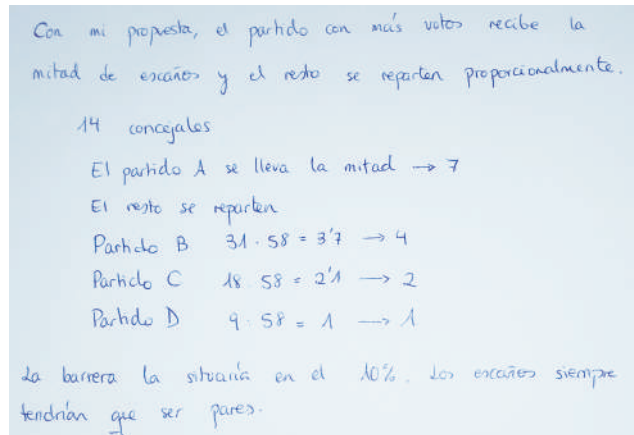 Con mi propuesta, el partido con más votos recibe la
mitad de escaños y el resto se reparten proporcionalmente.
14 concejales
El partido A se lleva la mitad → 7
El resto se reparten
Partido B 31 · 58 = 3'7 → 4
Partido C 18 · 58 = 2'1 → 2
Partido D 9 · 58 = 1 → 1
La barrera la situaría en el 10%. Los escaños siempre
tendrían que ser pares.